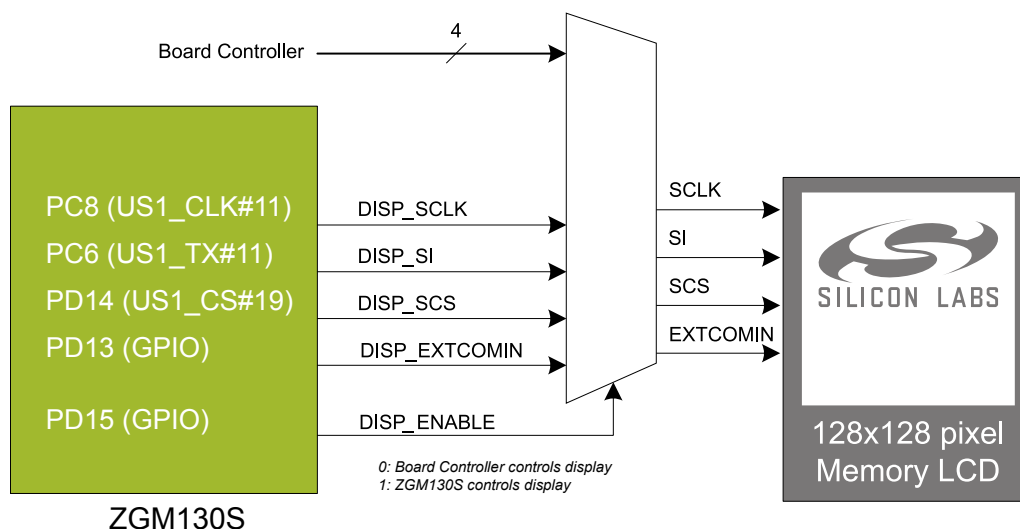 4
Board Controller
PC8 (US1_CLK#11)
DISP_SCLK
SCLK
PC6 (US1_TX#11)
DISP_SI
SI
PD14 (US1_CS#19)
DISP_SCS
SCS
PD13 (GPIO)
DISP_EXTCOMIN
EXTCOMIN
PD15 (GPIO)
DISP_ENABLE
SILICON LABS
128x128 pixel
Memory LCD
0: Board Controller controls display
1: ZGM130S controls display
ZGM130S